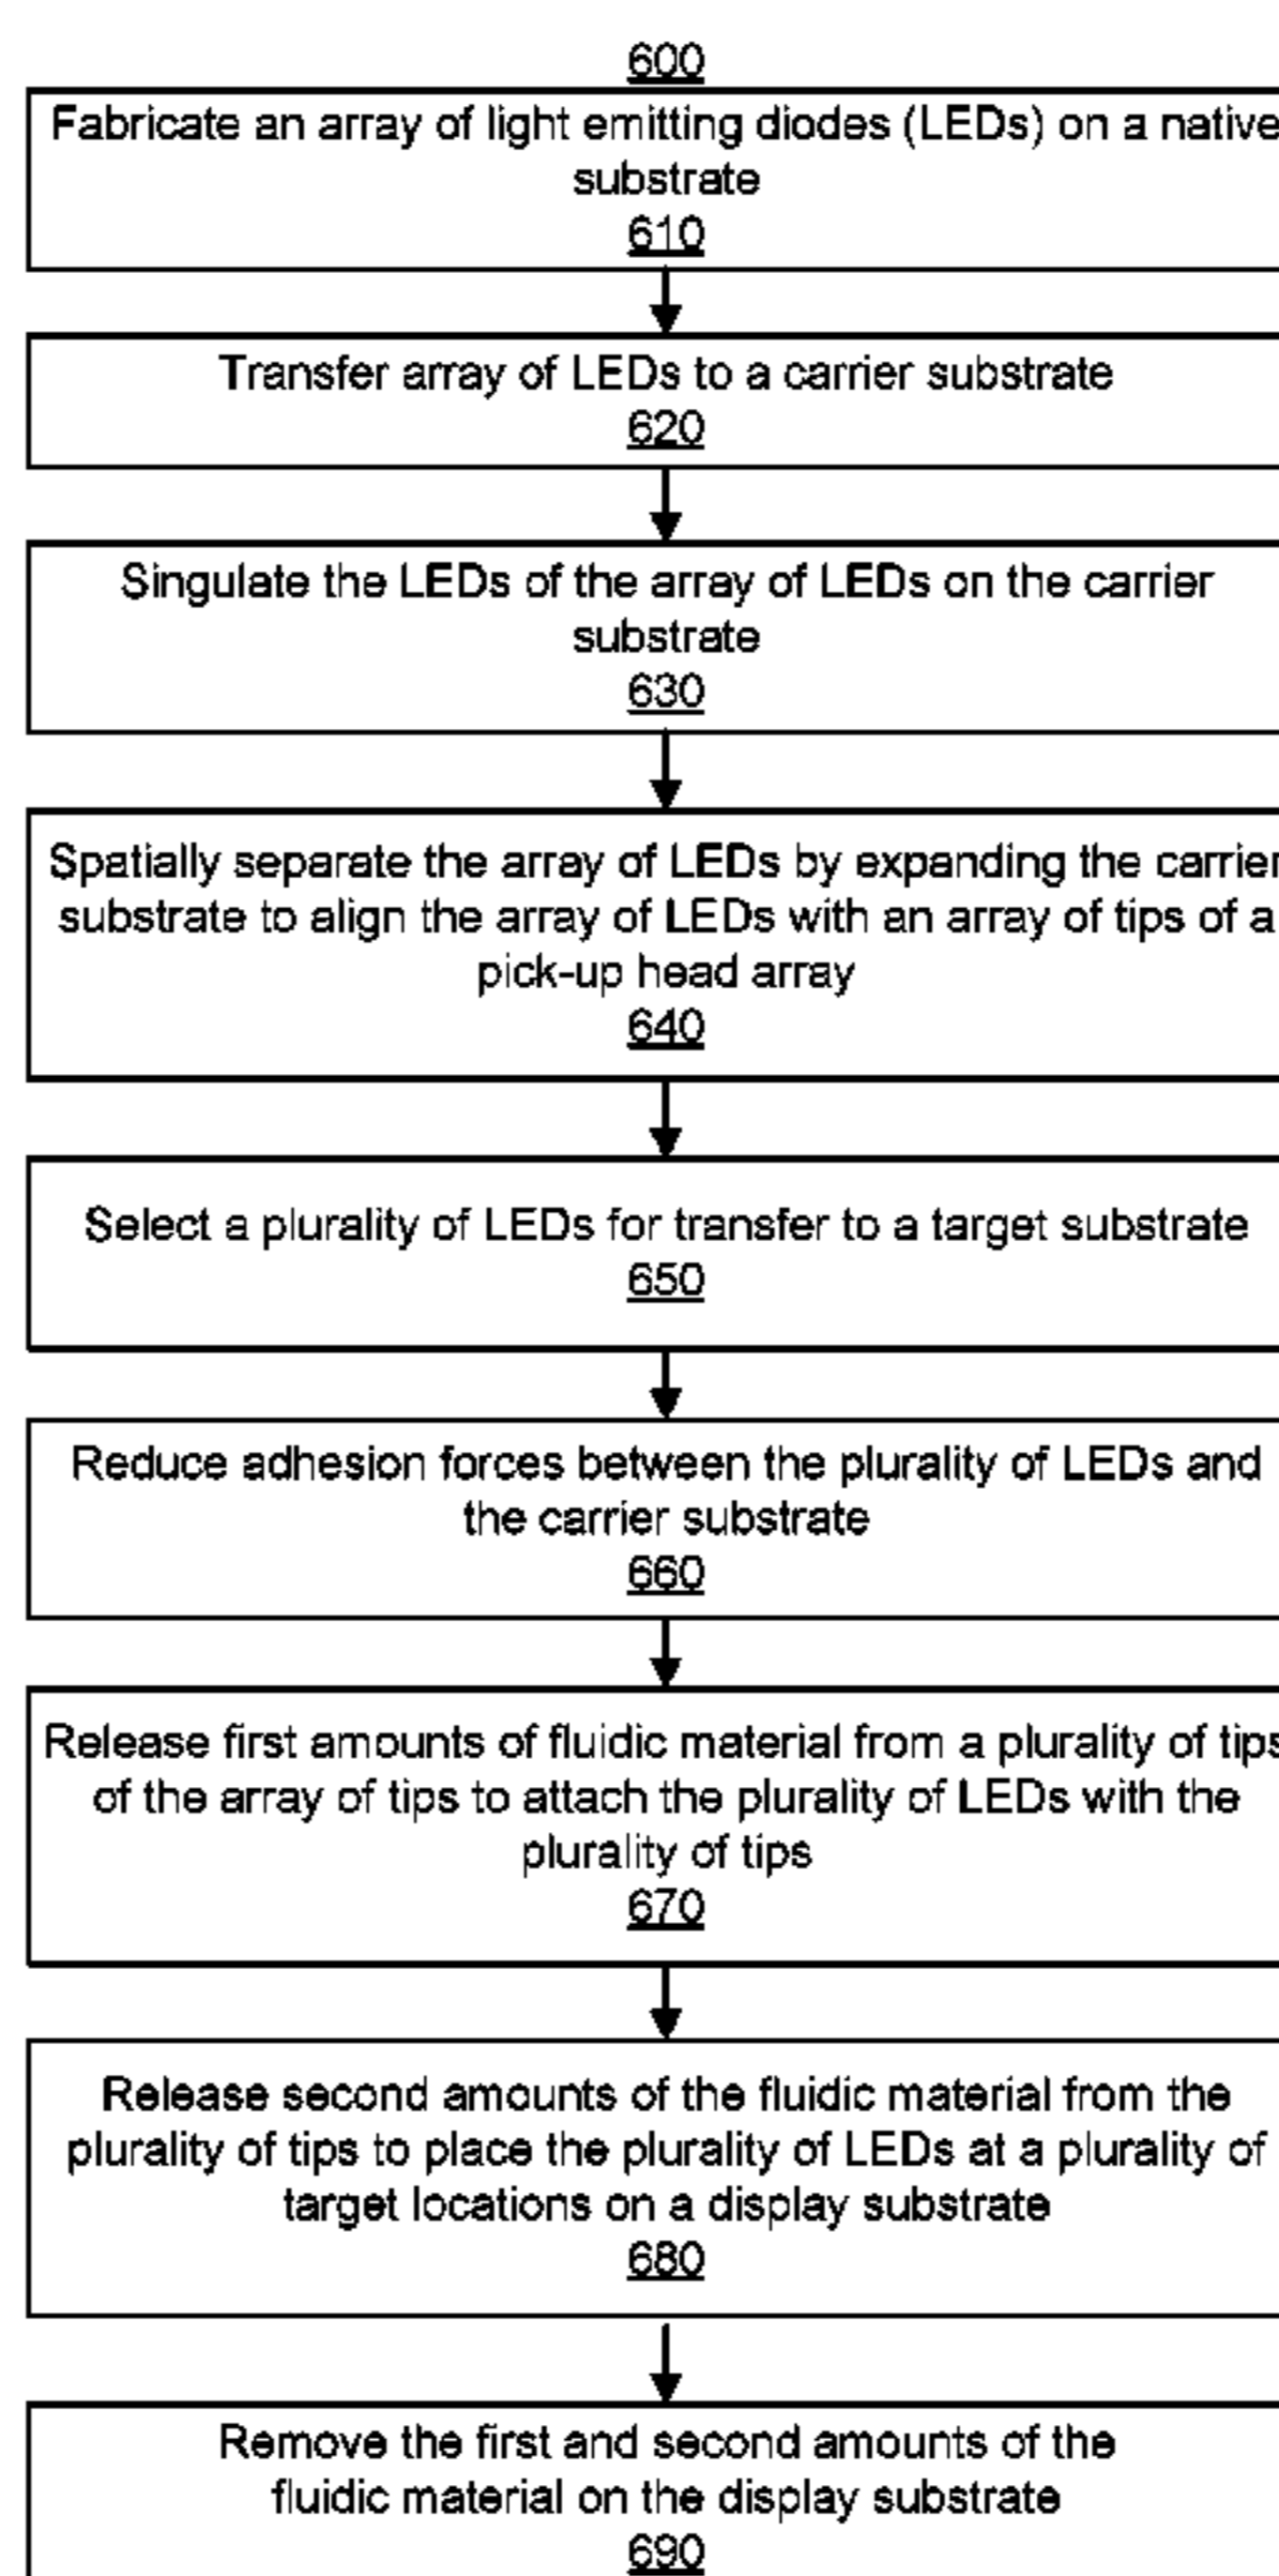 600
Fabricate an array of light emitting diodes (LEDs) on a native
substrate
610
Transfer array of LEDs to a carrier substrate
620
Singulate the LEDs of the array of LEDs on the carrier
substrate
630
Spatially separate the array of LEDs by expanding the carrier
substrate to align the array of LEDs with an array of tips of a
pick-up head array
640
Select a plurality of LEDs for transfer to a target substrate
650
Reduce adhesion forces between the plurality of LEDs and
the carrier substrate
660
Release first amounts of fluidic material from a plurality of tips
of the array of tips to attach the plurality of LEDs with the
plurality of tips
670
Release second amounts of the fluidic material from the
plurality of tips to place the plurality of LEDs at a plurality of
target locations on a display substrate
680
Remove the first and second amounts of the
fluidic material on the display substrate
690